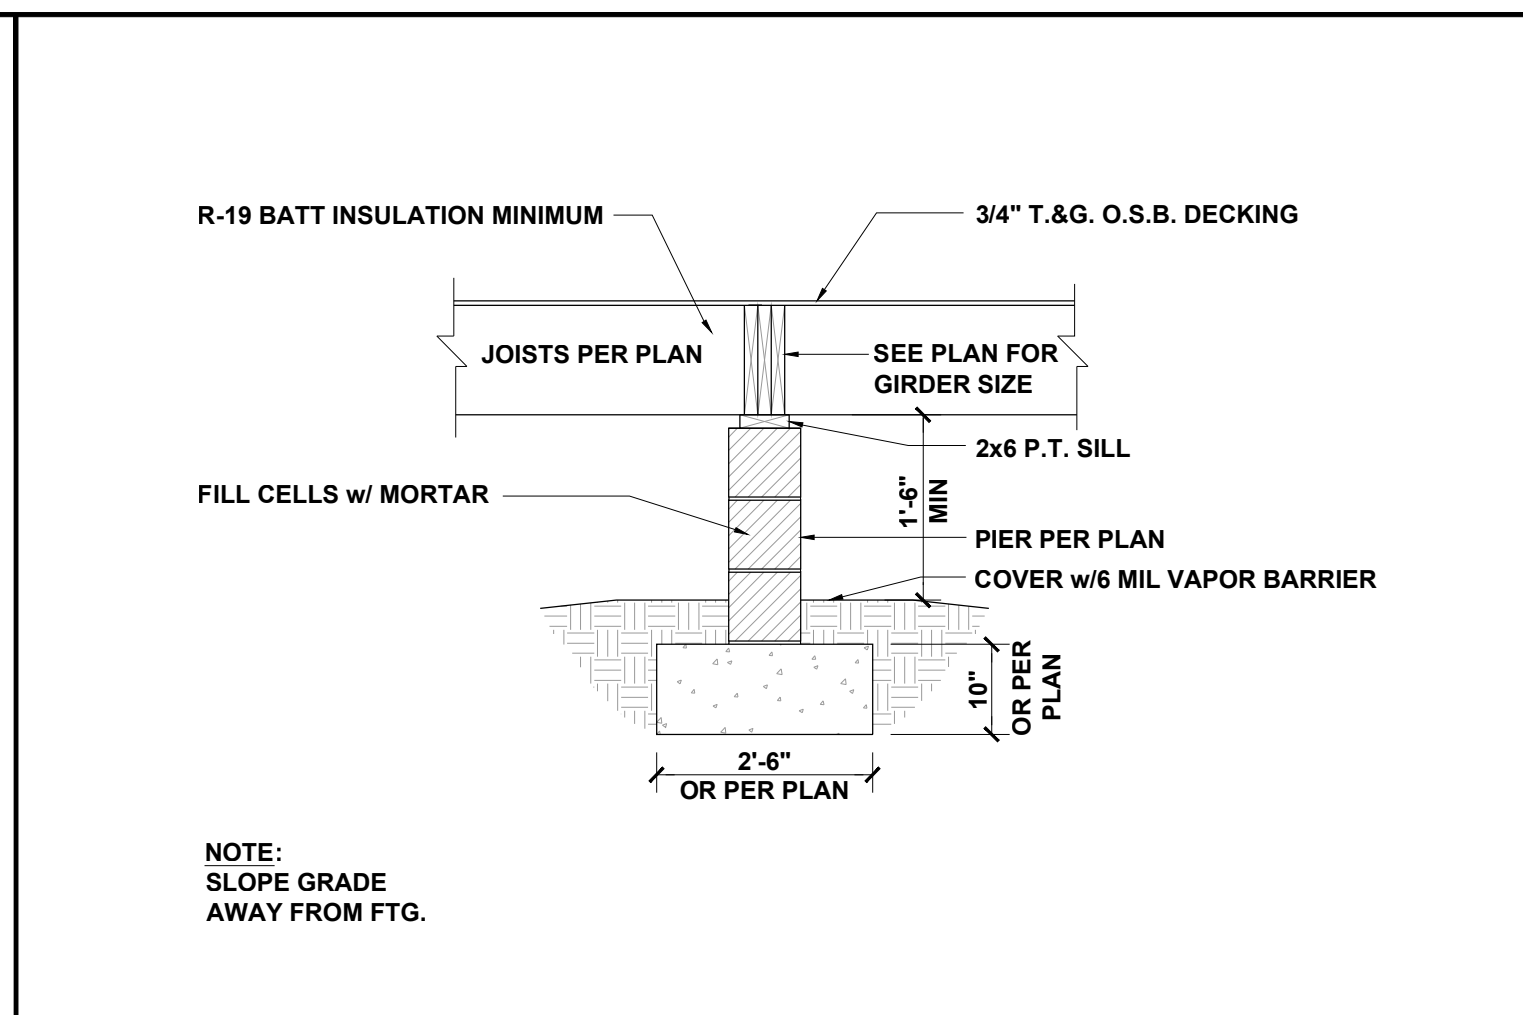 R-19 BATT INSULATION MINIMUM
3/4" T.&G. O.S.B. DECKING
JOISTS PER PLAN
SEE PLAN FOR
GIRDER SIZE
2x6 P.T. SILL
FILL CELLS w/ MORTAR
1'-6"
MIN
PIER PER PLAN
COVER w/6 MIL VAPOR BARRIER
10"
OR PER
PLAN
2'-6"
OR PER PLAN
NOTE:
SLOPE GRADE
AWAY FROM FTG.